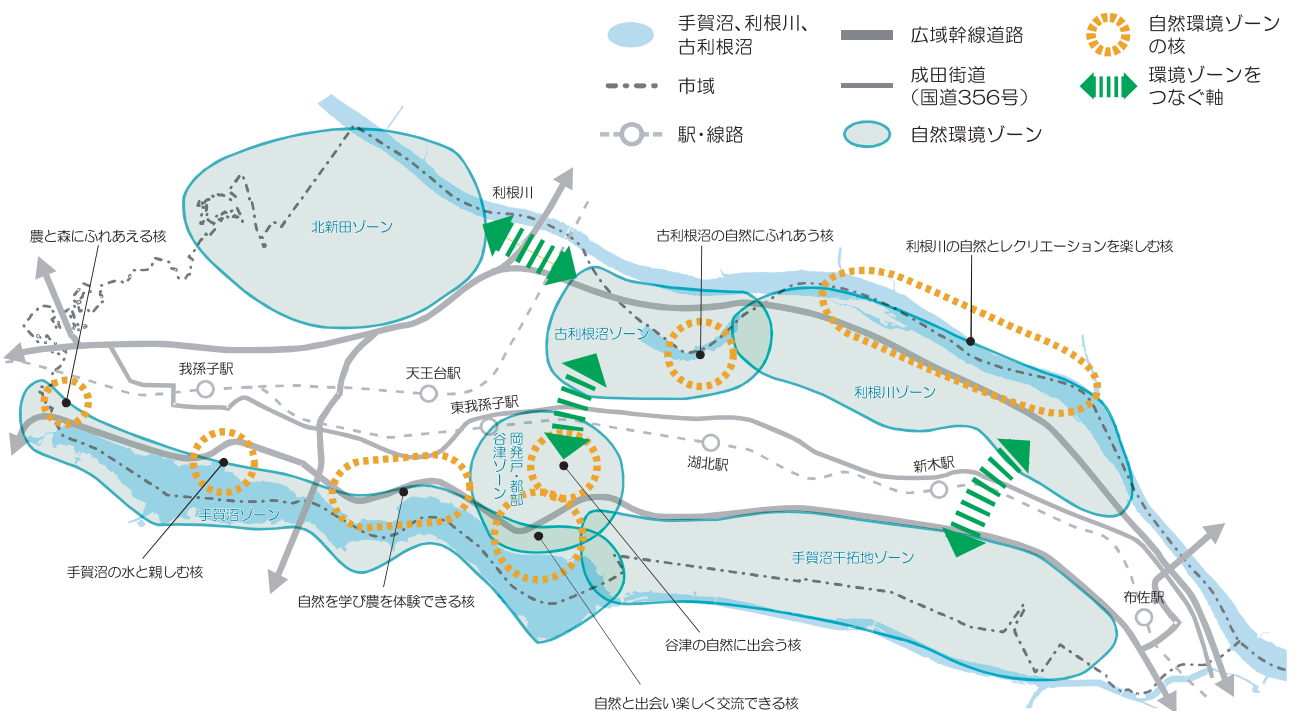 手賀沼、利根川、
古利根沼
広域幹線道路
自然環境ゾーン
の核
市域
成田街道
（国道356号）
環境ゾーンを
つなぐ軸
駅・線路
自然環境ゾーン
利根川
北新田ゾーン
農と森にふれあえる核
古利根沼の自然にふれあう核
利根川の自然とレクリエーションを楽しむ核
古利根沼ゾーン
我孫子駅
天王台駅
利根川ゾーン
東我孫子駅
岡発戸・都部
谷津ゾーン
湖北駅
新木駅
手賀沼ゾーン
手賀沼干拓地ゾーン
手賀沼の水と親しむ核
自然を学び農を体験できる核
布佐駅
谷津の自然に出会う核
自然と出会い楽しく交流できる核